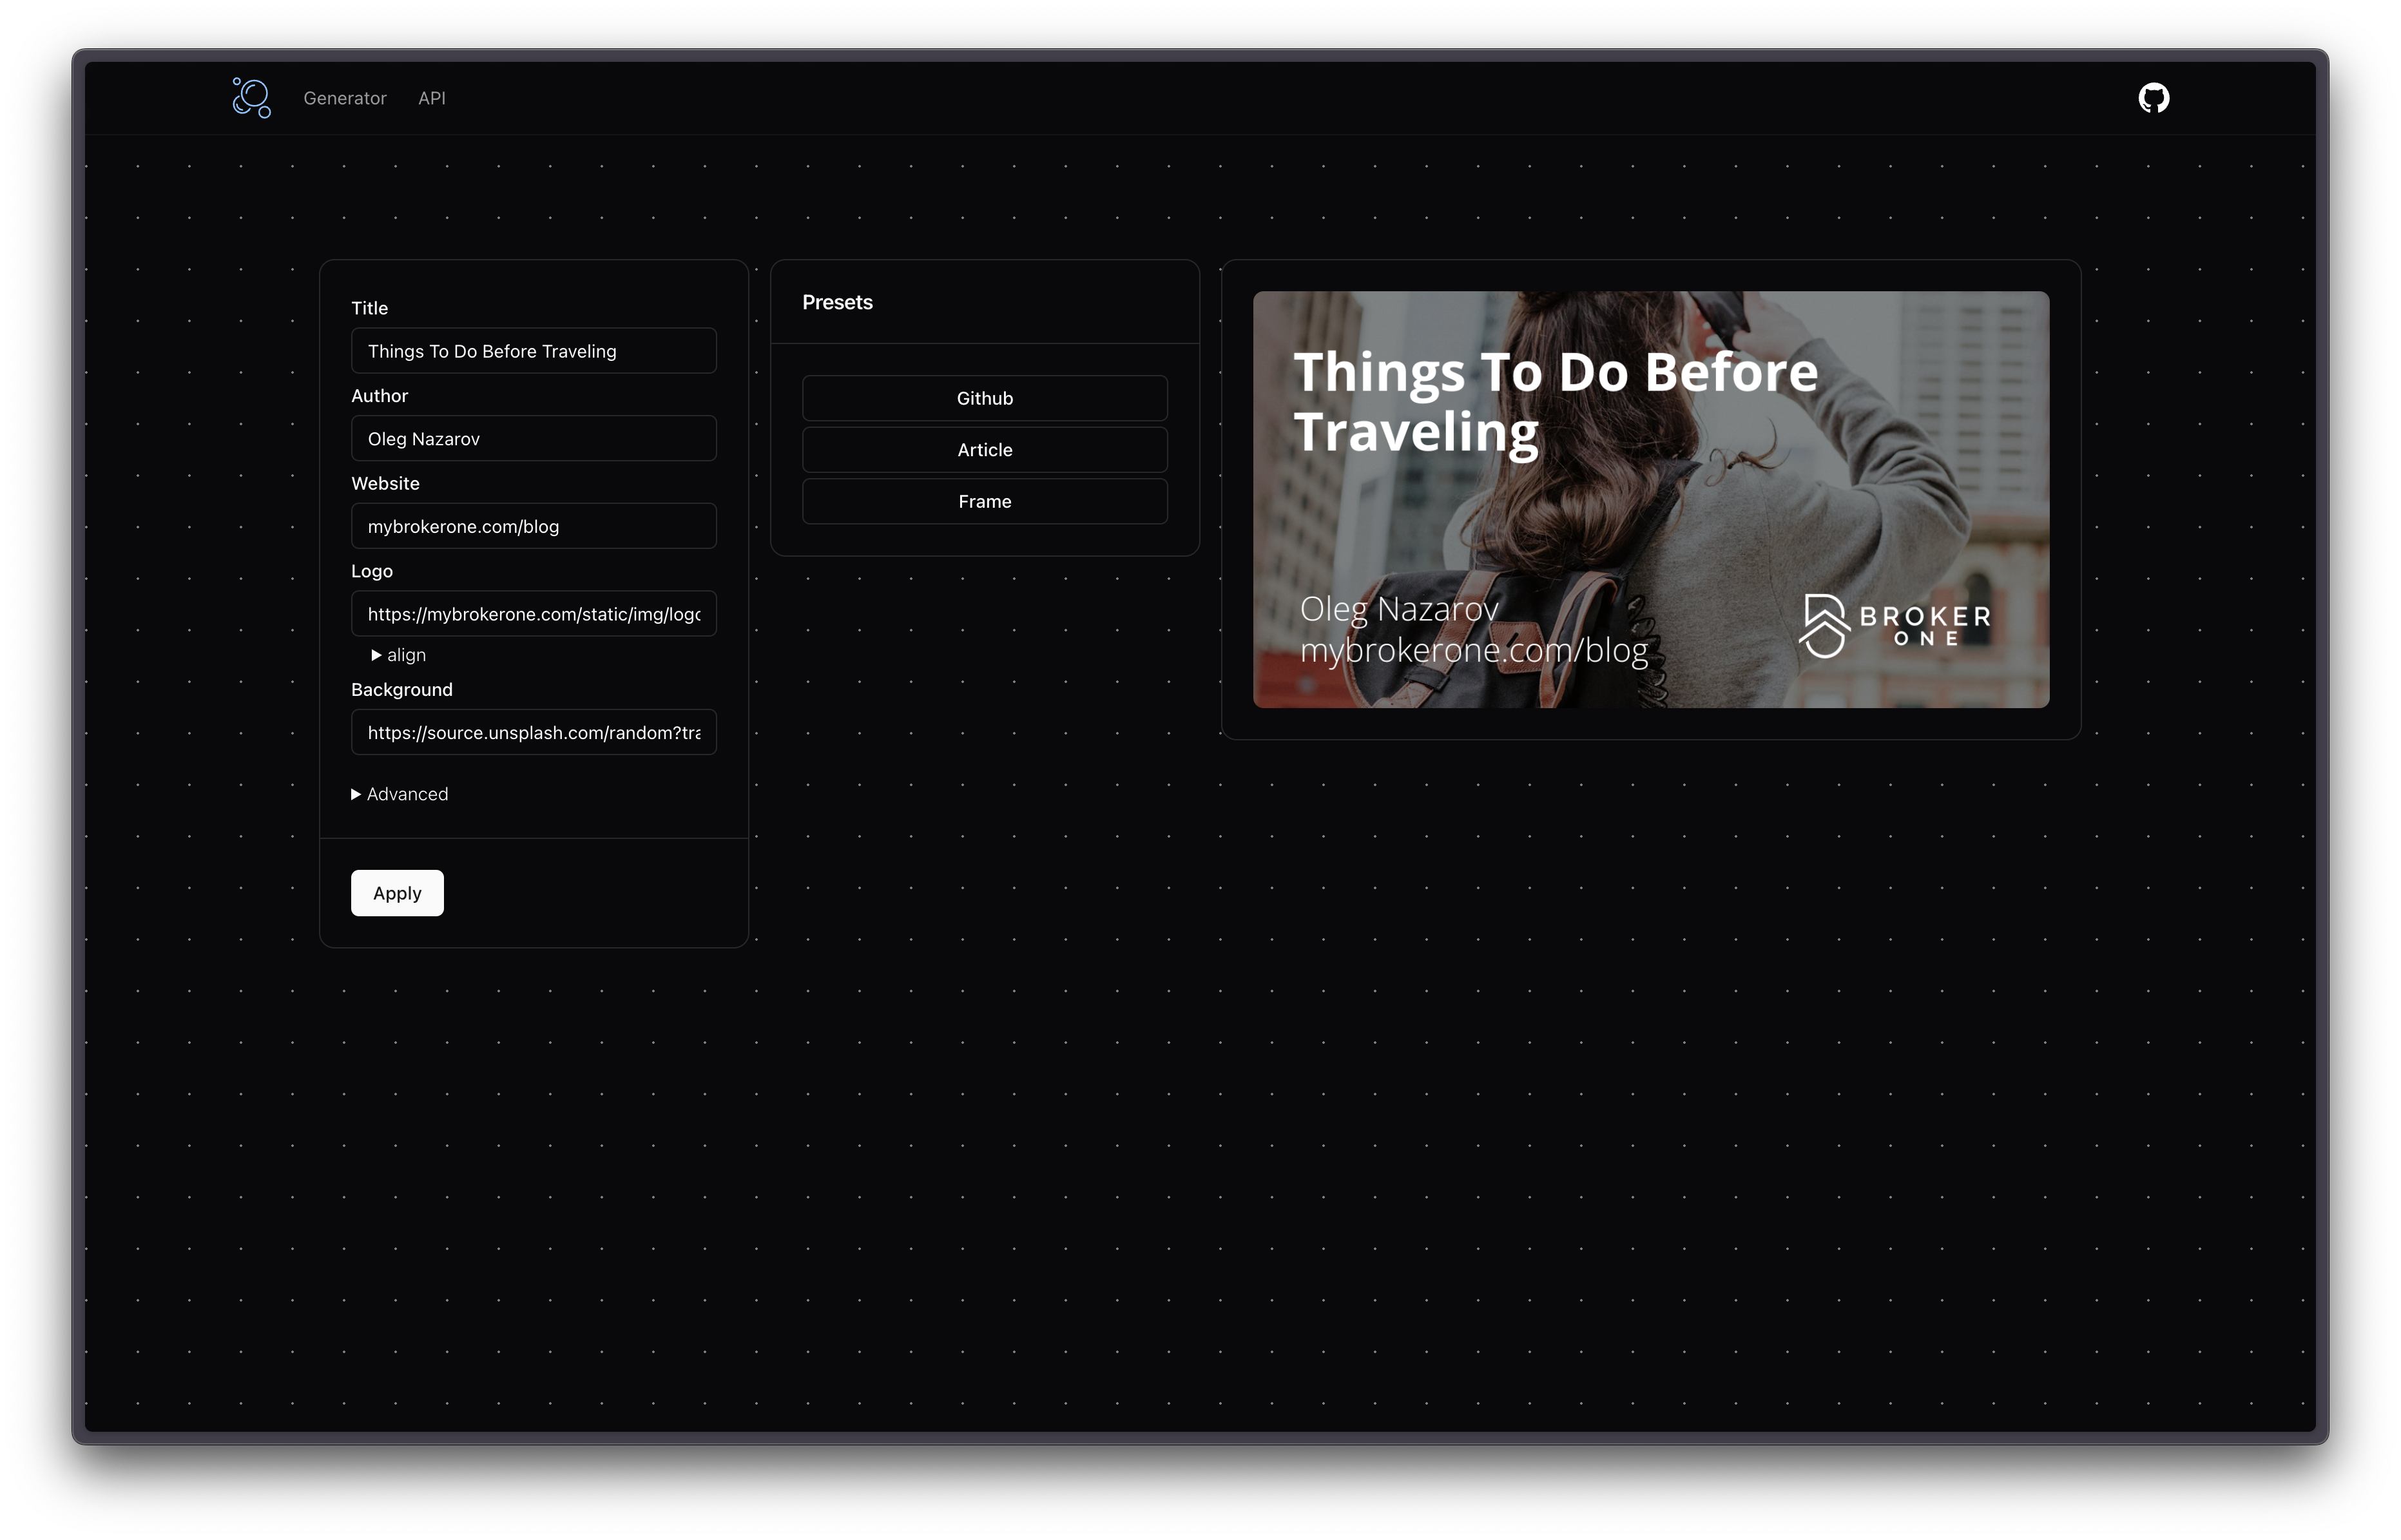 Generator
API
Title
Things To Do Before Traveling
Author
Oleg Nazarov
Website
mybrokerone.com/blog
Logo
https://mybrokerone.com/static/img/logo
align
Background
https://source.unsplash.com/random?tra
Advanced
Apply
Presets
Github
Article
Frame
Things To Do Before
Traveling
Oleg Nazarov
mybrokerone.com/blog
BROKER
ONE